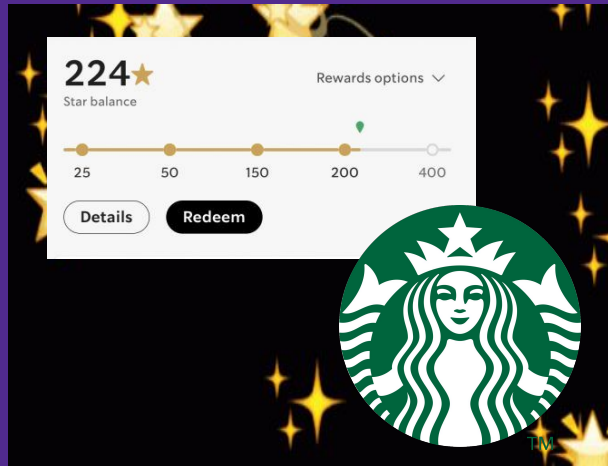 224
Rewards options
Star balance
25 50 150 200 400
Details Redeem
TM